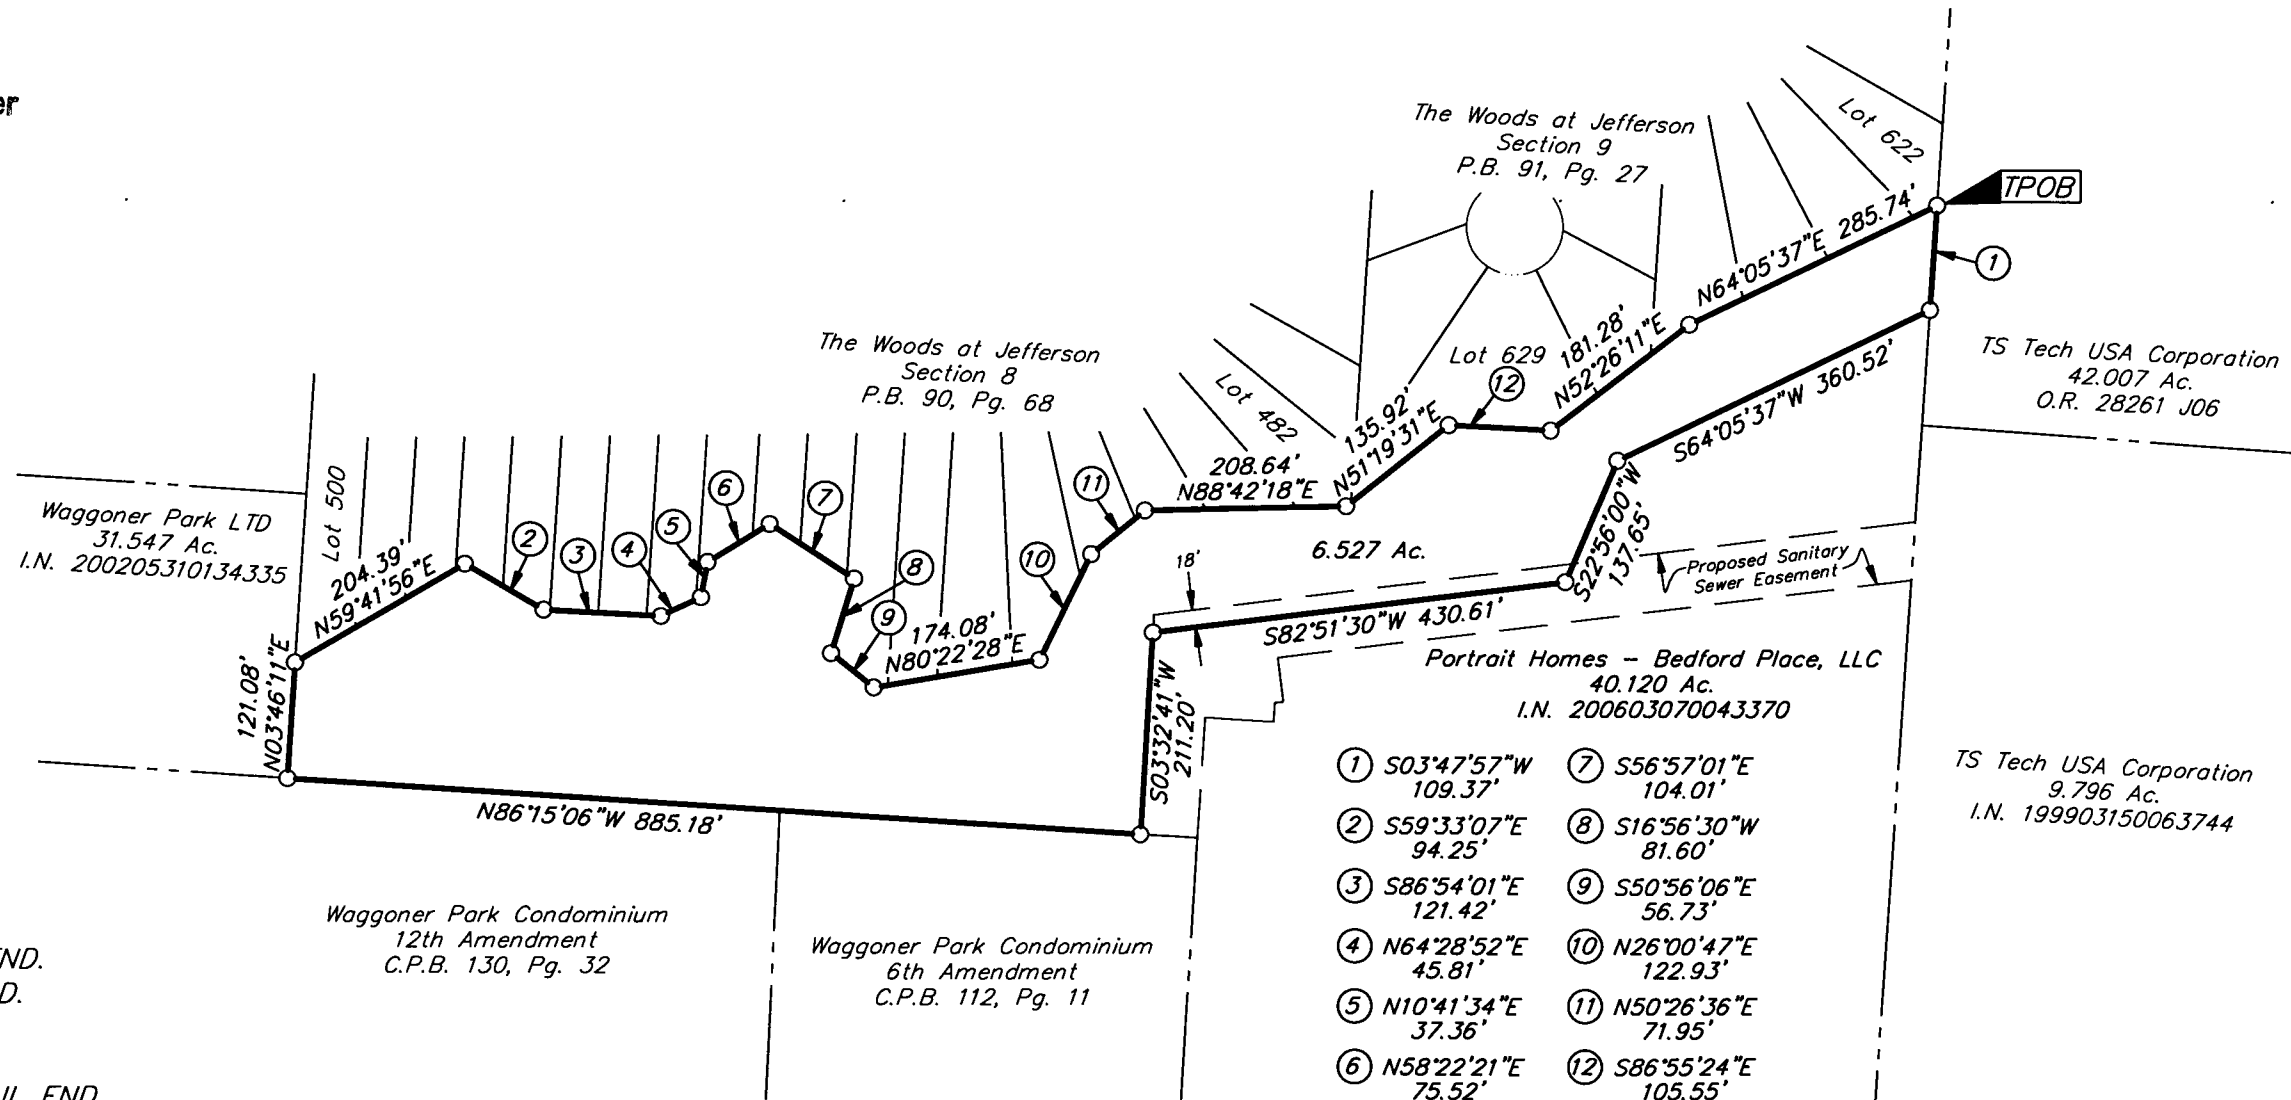 er
The Woods at Jefferson
Section 9
P.B. 91, Pg. 27
Lot 622
TPOB
N64°05'37"E 285.74'
1
TS Tech USA Corporation
42.007 Ac.
O.R. 28261 J06
The Woods at Jefferson
Section 8
P.B. 90, Pg. 68
Lot 629
12
181.28'
N52°26'11"E
S64°05'37"W 360.52'
Lot 482
135.92'
N51°19'31"E
208.64'
N88°42'18"E
11
Waggoner Park LTD
31.547 Ac.
I.N. 200205310134335
Lot 500
204.39'
N59°41'56"E
2
3
4
5
6
7
8
9
10
174.08'
N80°22'28"E
6.527 Ac.
18'
S22°56'00"W
137.65'
Proposed Sanitary
Sewer Easement
S82°51'30"W 430.61'
121.08'
N03°46'11"E
S03°32'41"W
211.20'
Portrait Homes – Bedford Place, LLC
40.120 Ac.
I.N. 200603070043370
N86°15'06"W 885.18'
TS Tech USA Corporation
9.796 Ac.
I.N. 199903150063744
1 S03°47'57"W
109.37'
2 S59°33'07"E
94.25'
3 S86°54'01"E
121.42'
4 N64°28'52"E
45.81'
5 N10°41'34"E
37.36'
6 N58°22'21"E
75.52'
7 S56°57'01"E
104.01'
8 S16°56'30"W
81.60'
9 S50°56'06"E
56.73'
10 N26°00'47"E
122.93'
11 N50°26'36"E
71.95'
12 S86°55'24"E
105.55'
Waggoner Park Condominium
12th Amendment
C.P.B. 130, Pg. 32
Waggoner Park Condominium
6th Amendment
C.P.B. 112, Pg. 11
ND.
D.
FND